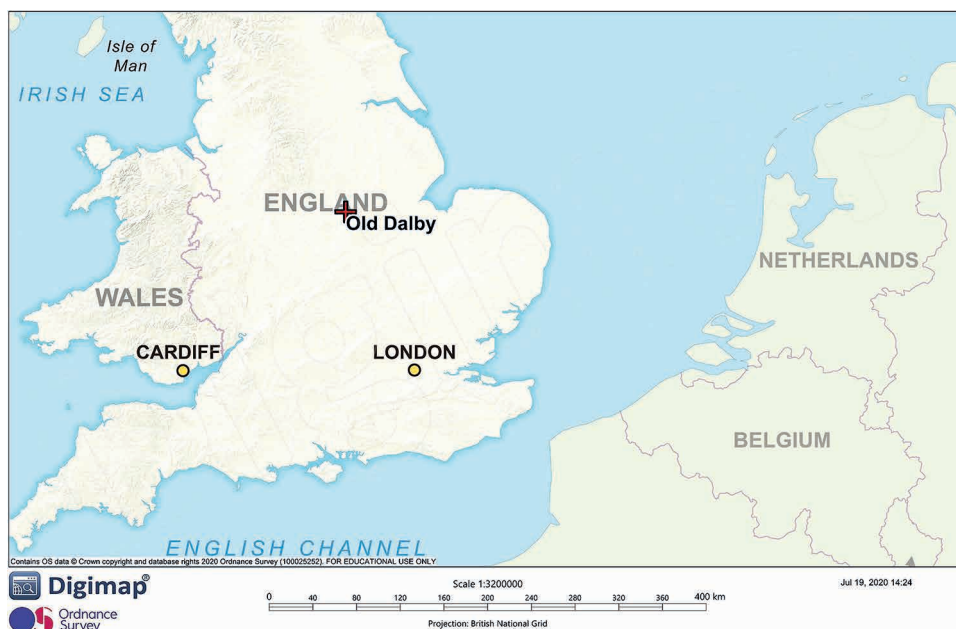 Isle of
Man
IRISH SEA
ENGLAND
Old Dalby
NETHERLANDS
WALES
CARDIFF
LONDON
BELGIUM
ENGLISH CHANNEL
Contains OS data © Crown copyright and database rights 2020 Ordnance Survey (100025252). FOR EDUCATIONAL USE ONLY
Digimap®
Ordnance
Survey
Scale 1:3200000
0 40 80 120 160 200 240 280 320 360 400 km
Projection: British National Grid
Jul 19, 2020 14:24